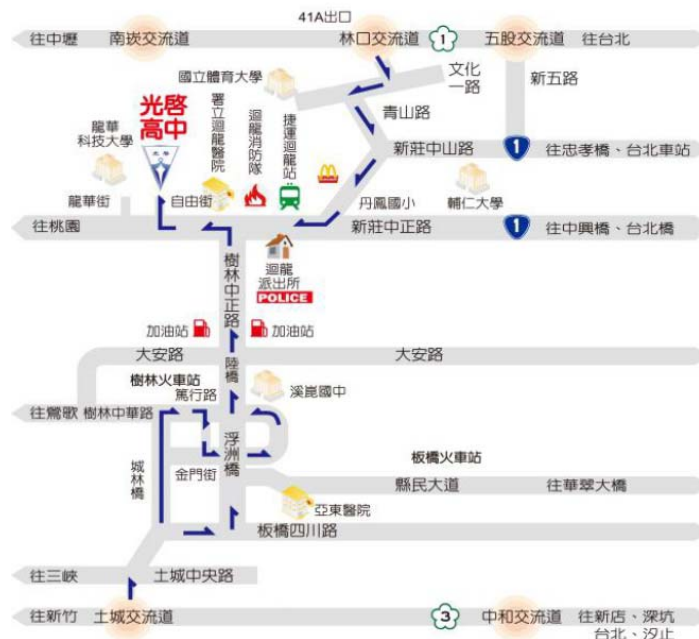 41A出口
往中壢 南崁交流道 林口交流道 1 五股交流道 往台北
國立體育大學
文化
一路
新五路
青山路
光啓
高中
署立迴龍醫院
迴龍消防隊
捷運迴龍站
龍華
科技大學
新莊中山路 1 往忠孝橋、台北車站
龍華街
自由街
丹鳳國小
輔仁大學
往桃園 新莊中正路 1 往中興橋、台北橋
樹林中正路
迴龍
派出所
POLICE
加油站
加油站
大安路 大安路
陸橋
樹林火車站
篤行路
溪崑國中
往鶯歌 樹林中華路
浮洲橋
城林橋
金門街
板橋火車站
縣民大道 往華翠大橋
亞東醫院
板橋四川路
往三峽 土城中央路
往新竹 土城交流道 3 中和交流道 往新店、深坑
台北、汐止